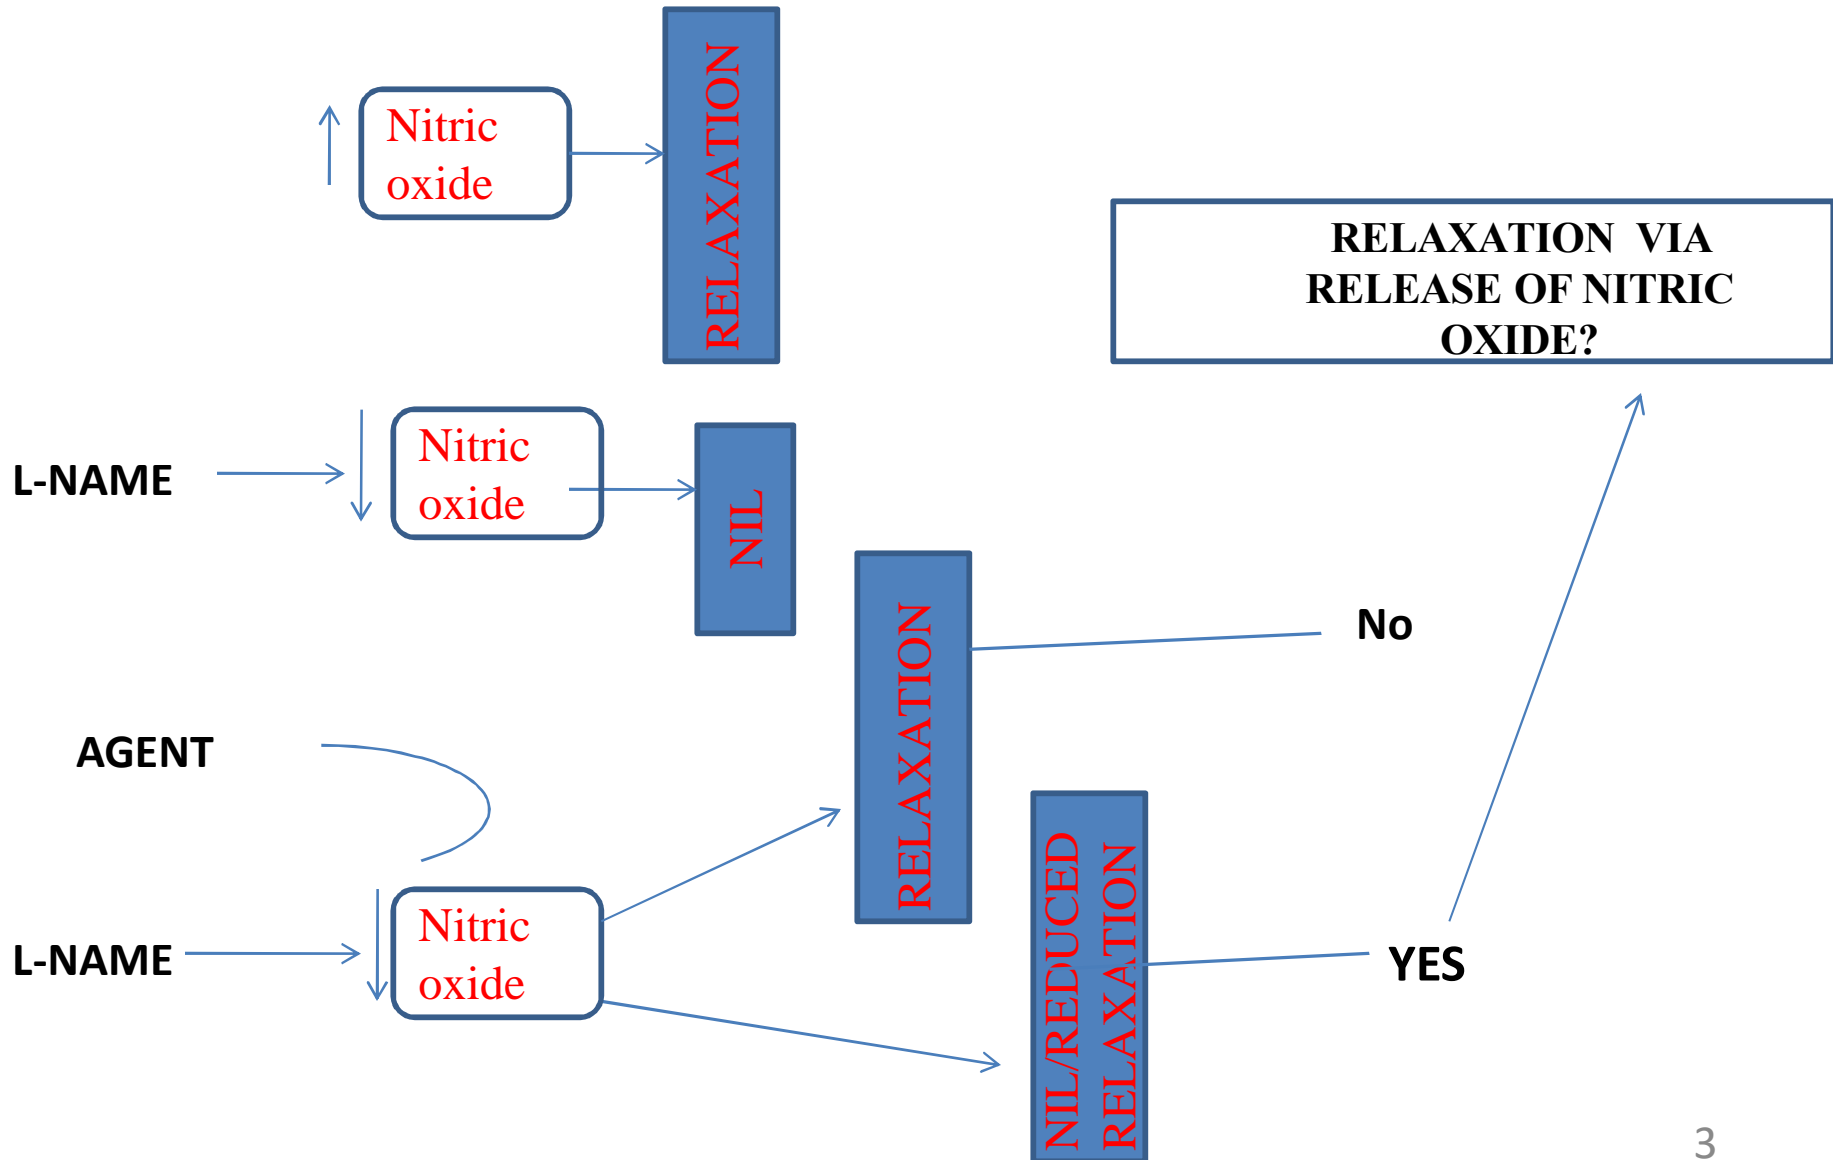 Nitric
oxide
RELAXATION
RELAXATION VIA
RELEASE OF NITRIC
OXIDE?
L-NAME
Nitric
oxide
NIL
RELAXATION
No
AGENT
L-NAME
Nitric
oxide
NIL/REDUCED
RELAXATION
YES
3